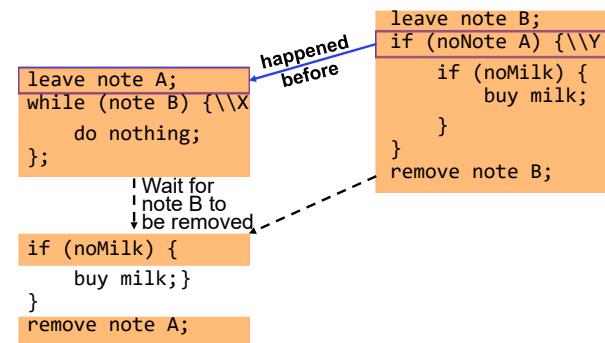 leave note A;
while (note B) {\\X
do nothing;
};
Wait for
note B to
be removed
if (noMilk) {
buy milk;}
}
remove note A;
happened
before
leave note B;
if (noNote A) {\\Y
if (noMilk) {
buy milk;
}
}
remove note B;